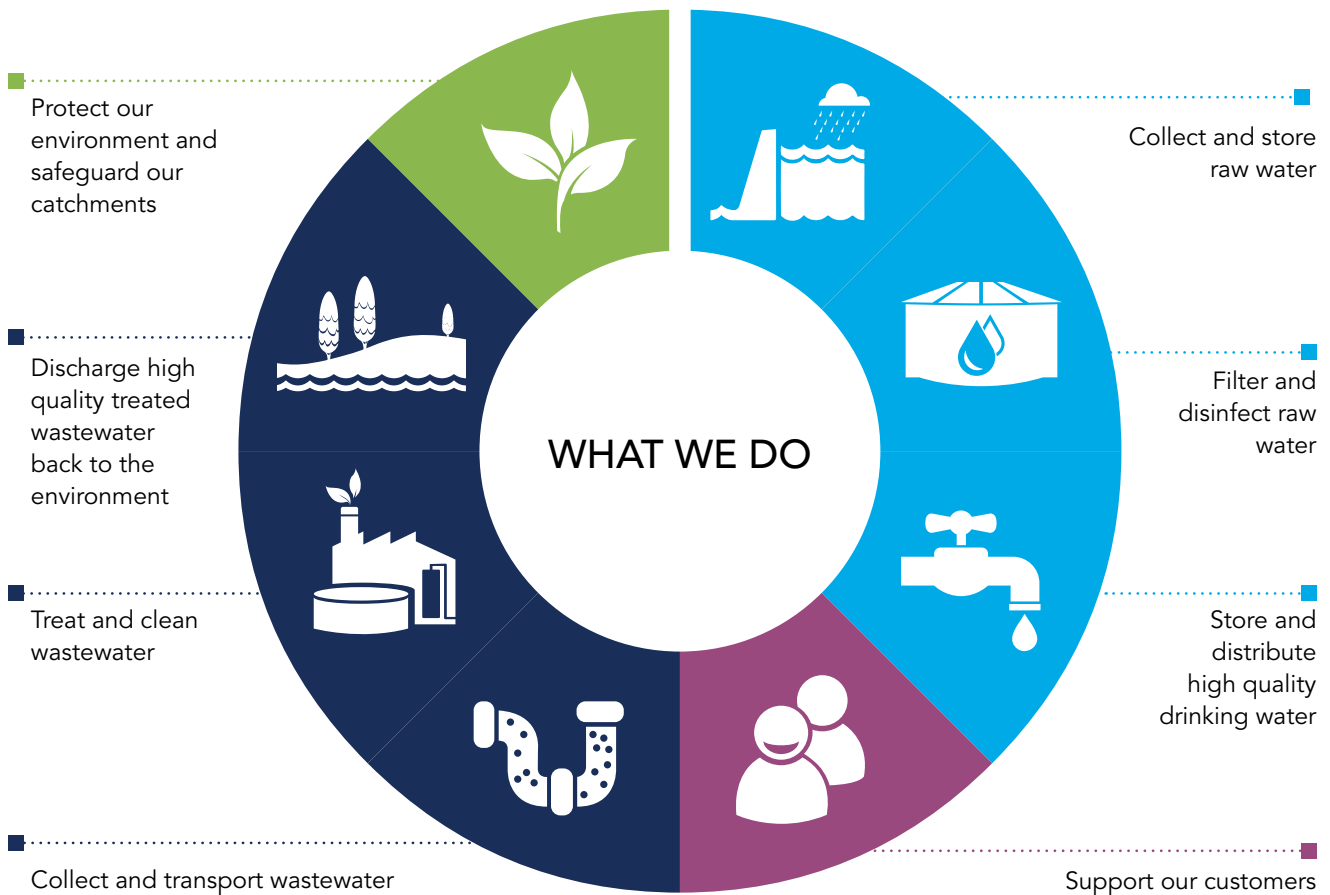 Protect our
environment and
safeguard our
catchments
Discharge high
quality treated
wastewater
back to the
environment
Treat and clean
wastewater
Collect and transport wastewater
WHAT WE DO
Collect and store
raw water
Filter and
disinfect raw
water
Store and
distribute
high quality
drinking water
Support our customers